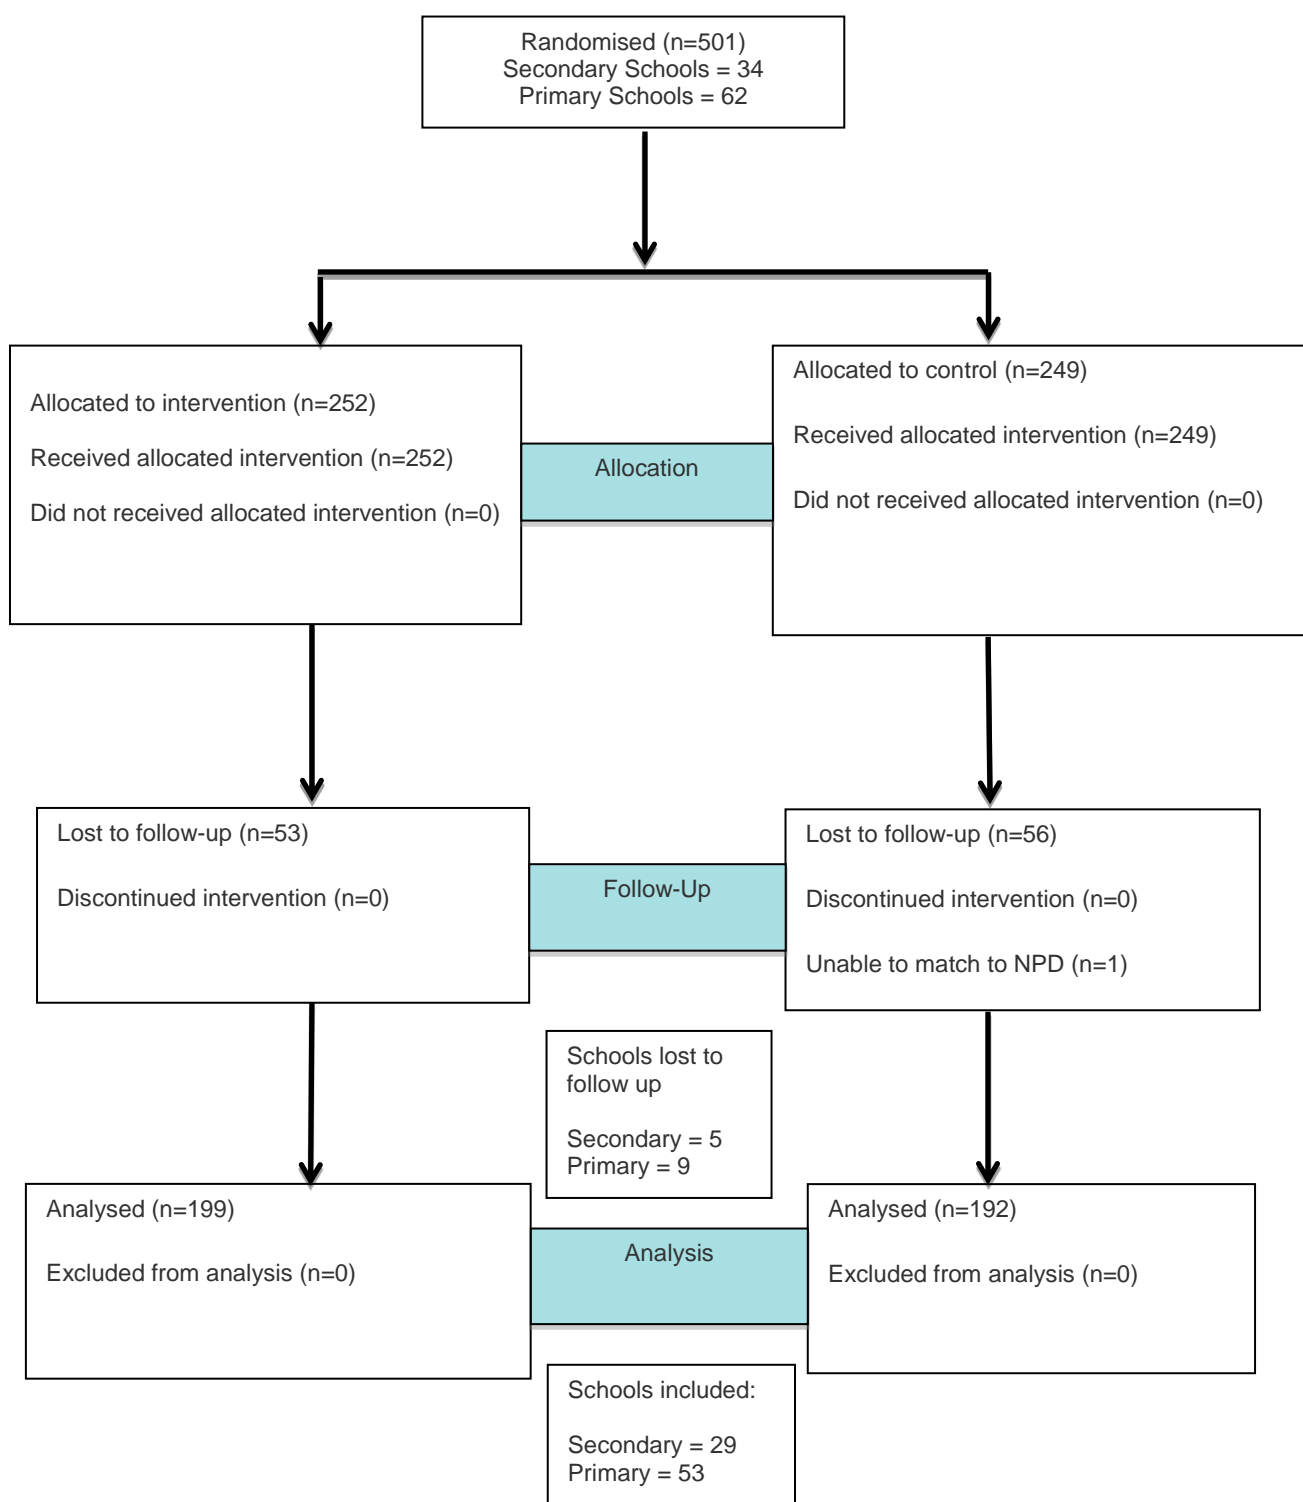 Randomised (n=501)
Secondary Schools = 34
Primary Schools = 62
Allocated to intervention (n=252)
Received allocated intervention (n=252)
Did not received allocated intervention (n=0)
Allocation
Allocated to control (n=249)
Received allocated intervention (n=249)
Did not received allocated intervention (n=0)
Lost to follow-up (n=53)
Discontinued intervention (n=0)
Follow-Up
Lost to follow-up (n=56)
Discontinued intervention (n=0)
Unable to match to NPD (n=1)
Schools lost to
follow up
Secondary = 5
Primary = 9
Analysed (n=199)
Excluded from analysis (n=0)
Analysis
Analysed (n=192)
Excluded from analysis (n=0)
Schools included:
Secondary = 29
Primary = 53